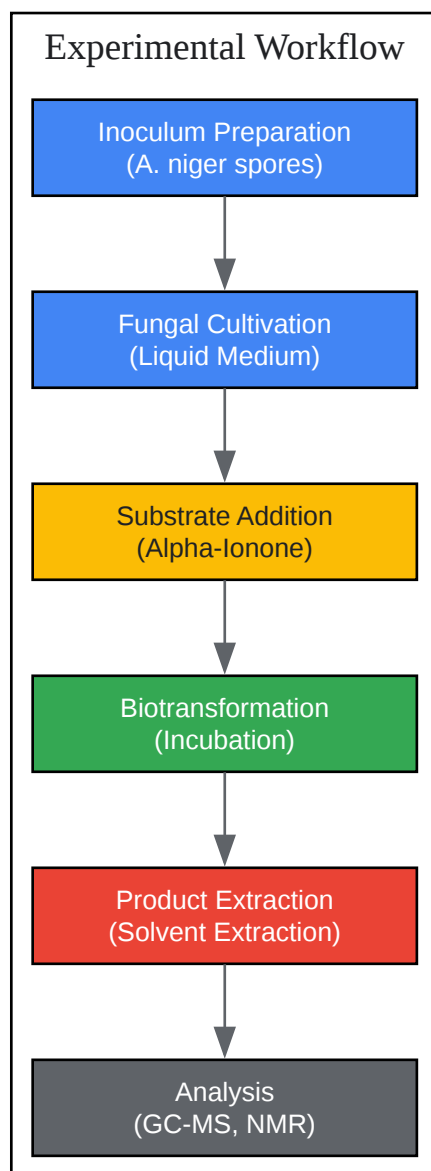 Experimental Workflow
Inoculum Preparation
(A. niger spores)
Fungal Cultivation
(Liquid Medium)
Substrate Addition
(Alpha-Ionone)
Biotransformation
(Incubation)
Product Extraction
(Solvent Extraction)
Analysis
(GC-MS, NMR)